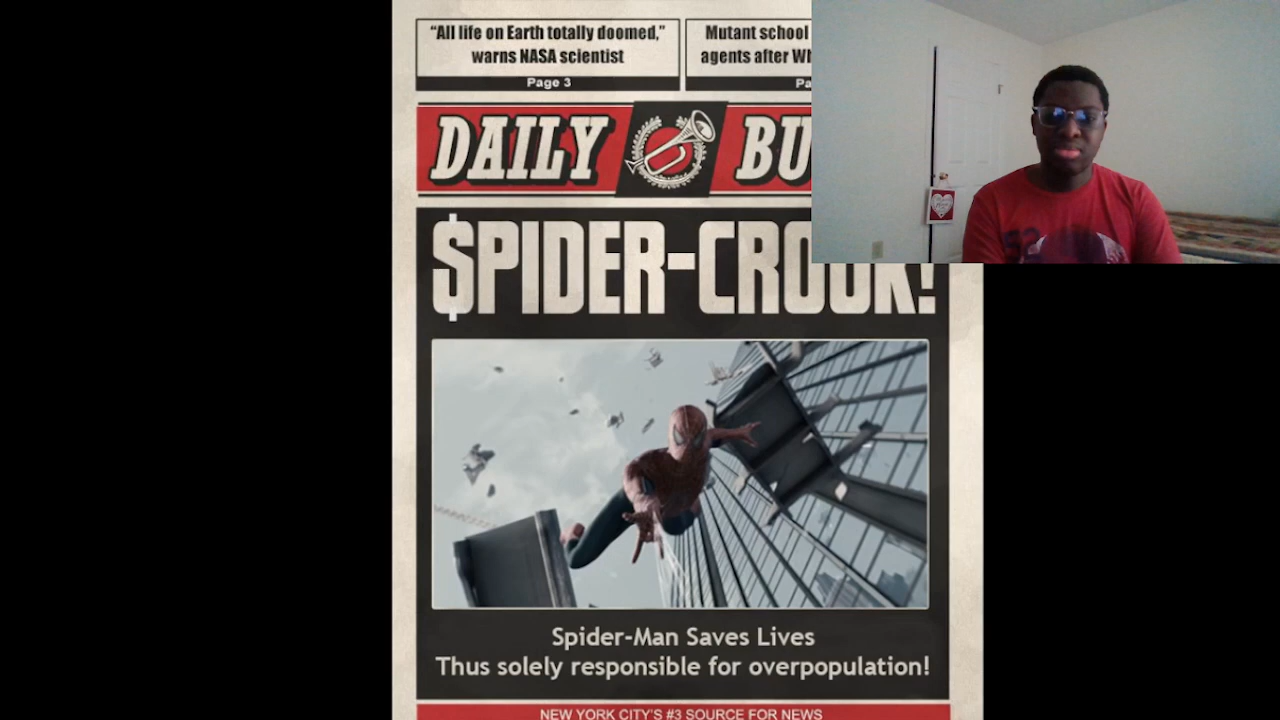 “All life on Earth totally doomed,”
warns NASA scientist
Page 3
Mutant school
agents after
DAILY
$PIDER-CROOK!
Spider-Man Saves Lives
Thus solely responsible for overpopulation!
NEW YORK CITY’S #3 SOURCE FOR NEWS